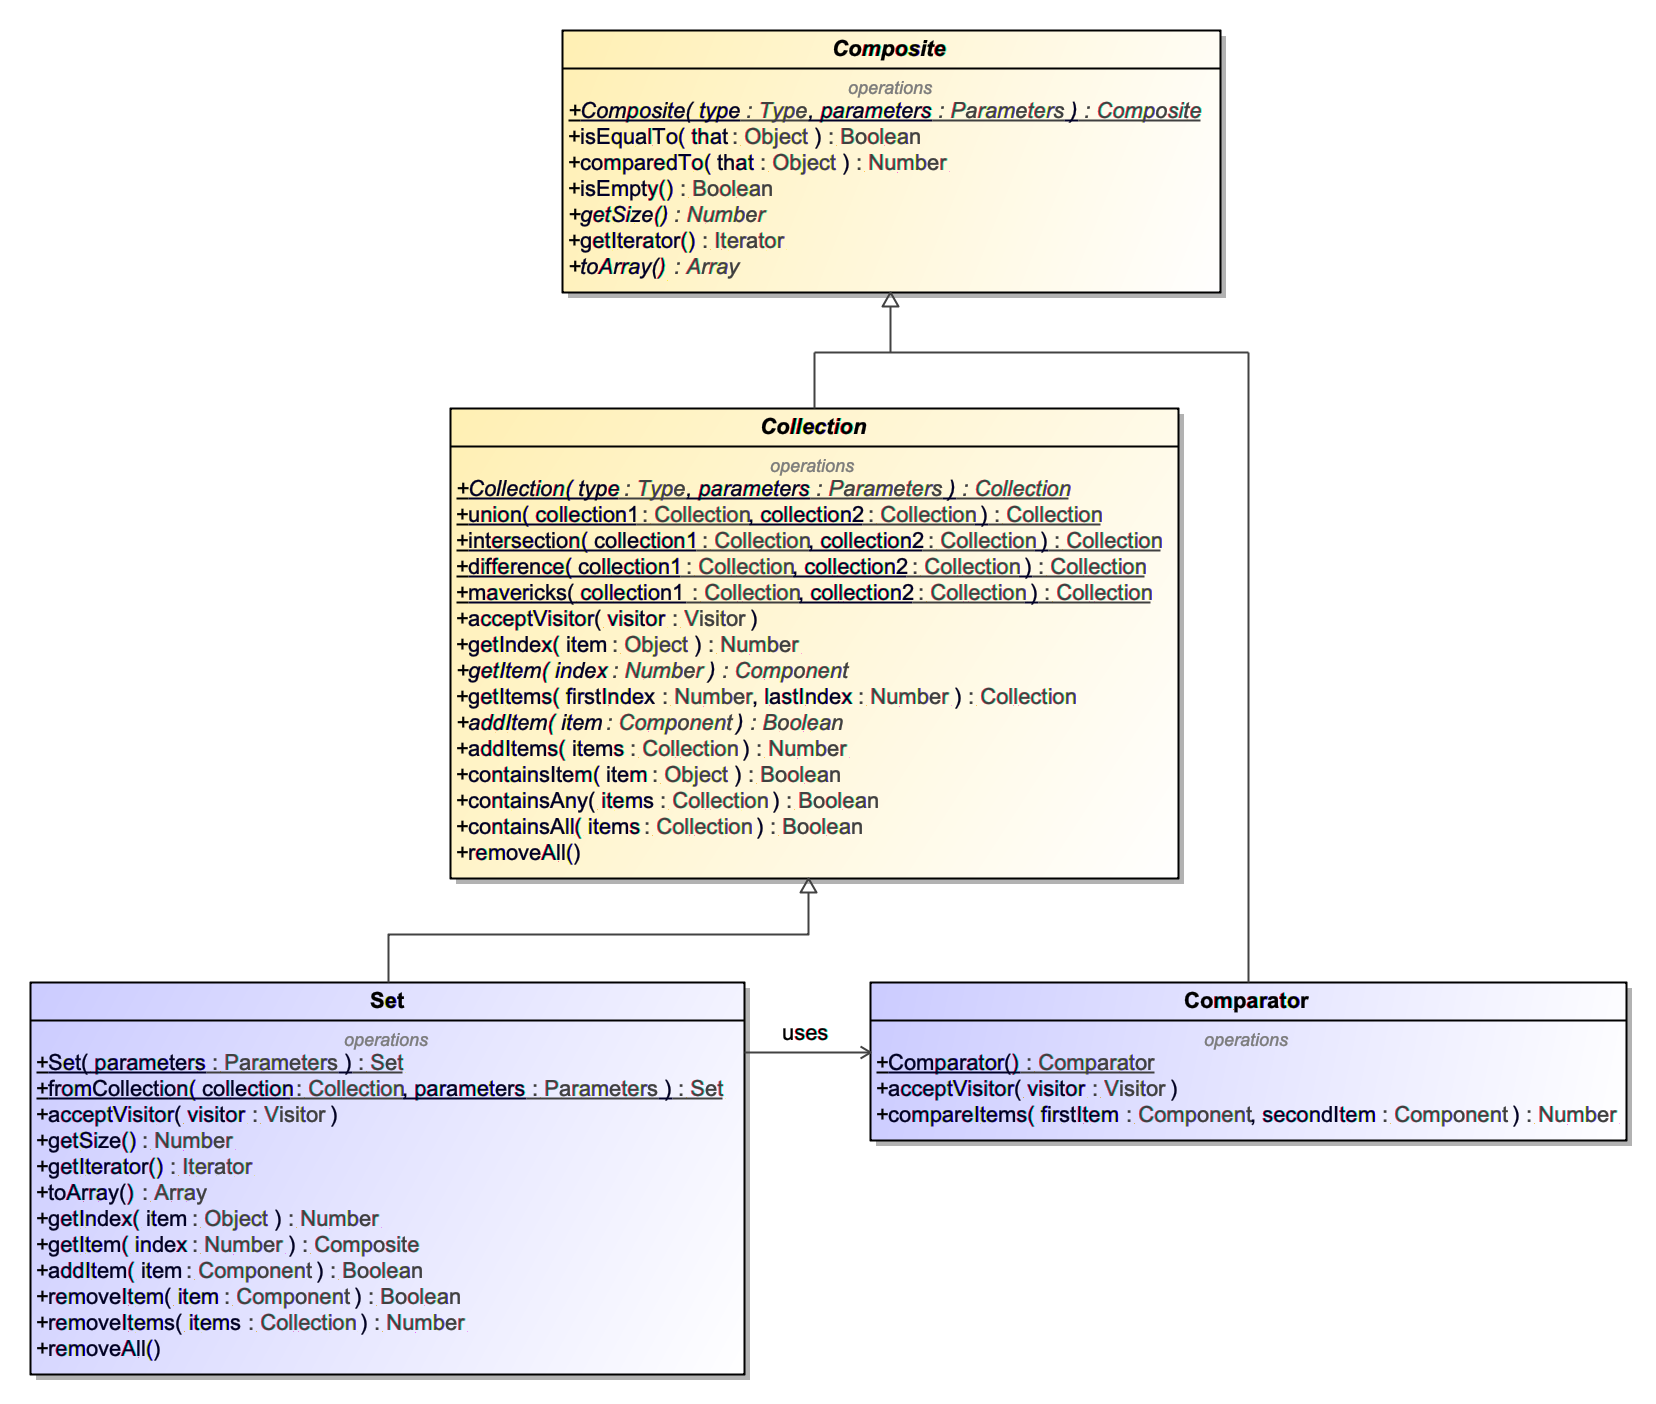 Composite
operations
+Composite( type : Type, parameters : Parameters ) : Composite
+isEqualTo( that : Object ) : Boolean
+comparedTo( that : Object ) : Number
+isEmpty() : Boolean
+getSize() : Number
+getIterator() : Iterator
+toArray() : Array
Collection
operations
+Collection( type : Type, parameters : Parameters ) : Collection
+union( collection1 : Collection, collection2 : Collection ) : Collection
+intersection( collection1 : Collection, collection2 : Collection ) : Collection
+difference( collection1 : Collection, collection2 : Collection ) : Collection
+mavericks( collection1 : Collection, collection2 : Collection ) : Collection
+acceptVisitor( visitor : Visitor )
+getIndex( item : Object ) : Number
+getItem( index : Number ) : Component
+getItems( firstIndex : Number, lastIndex : Number ) : Collection
+addItem( item : Component ) : Boolean
+addItems( items : Collection ) : Number
+containsItem( item : Object ) : Boolean
+containsAny( items : Collection ) : Boolean
+containsAll( items : Collection ) : Boolean
+removeAll()
Set
operations
+Set( parameters : Parameters ) : Set
+fromCollection( collection : Collection, parameters : Parameters ) : Set
+acceptVisitor( visitor : Visitor )
+getSize() : Number
+getIterator() : Iterator
+toArray() : Array
+getIndex( item : Object ) : Number
+getItem( index : Number ) : Composite
+addItem( item : Component ) : Boolean
+removeItem( item : Component ) : Boolean
+removeItems( items : Collection ) : Number
+removeAll()
uses
Comparator
operations
+Comparator() : Comparator
+acceptVisitor( visitor : Visitor )
+compareItems( firstItem : Component, secondItem : Component ) : Number